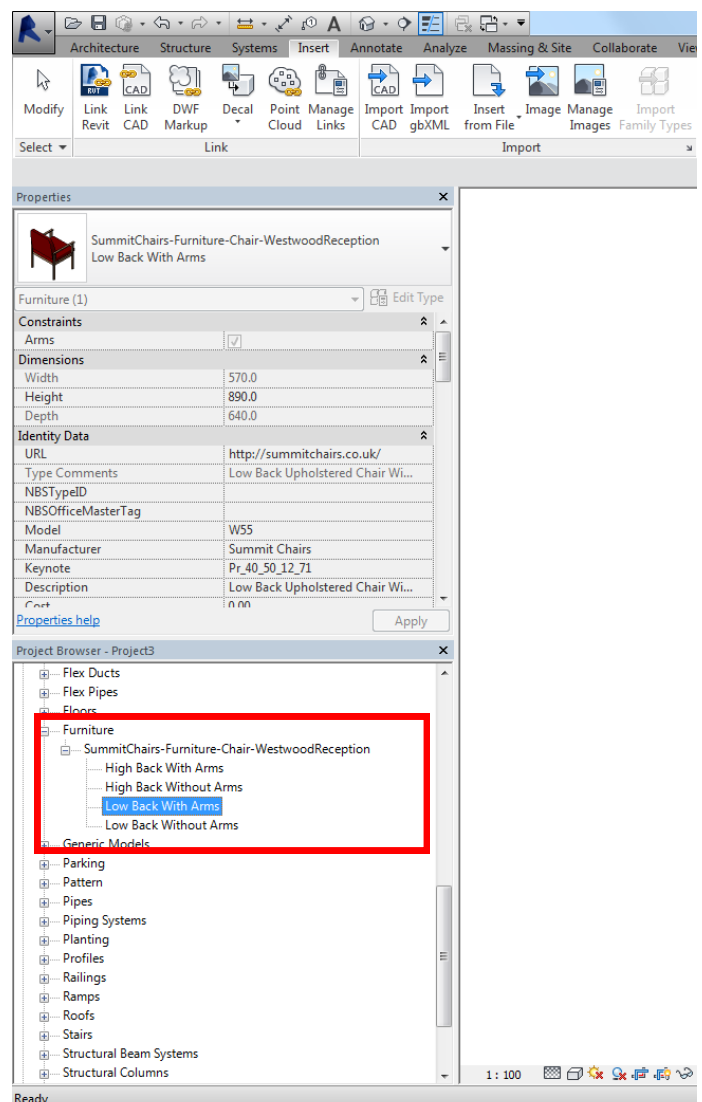 Architecture Structure Systems Insert Annotate Analyze Massing & Site Collaborate
Modify Link Revit Link CAD DWF Markup Decal Point Cloud Manage Links Import CAD Import gbXML Insert from File Image Manage Images Import Family Types
Select Link Import
Properties
SummitChairs-Furniture-Chair-WestwoodReception
Low Back With Arms
Furniture (1) Edit Type
Constraints
Arms
Dimensions
Width 570.0
Height 890.0
Depth 640.0
Identity Data
URL http://summitchairs.co.uk/
Type Comments Low Back Upholstered Chair Wi...
NBSTypeID
NBSOfficeMasterTag
Model W55
Manufacturer Summit Chairs
Keynote Pr_40_50_12_71
Description Low Back Upholstered Chair Wi...
Cost 0.00
Properties help Apply
Project Browser - Project3
Flex Ducts
Flex Pipes
Floors
Furniture
SummitChairs-Furniture-Chair-WestwoodReception
High Back With Arms
High Back Without Arms
Low Back With Arms
Low Back Without Arms
Generic Models
Parking
Pattern
Pipes
Piping Systems
Planting
Profiles
Railings
Ramps
Roofs
Stairs
Structural Beam Systems
Structural Columns
1 : 100
Ready